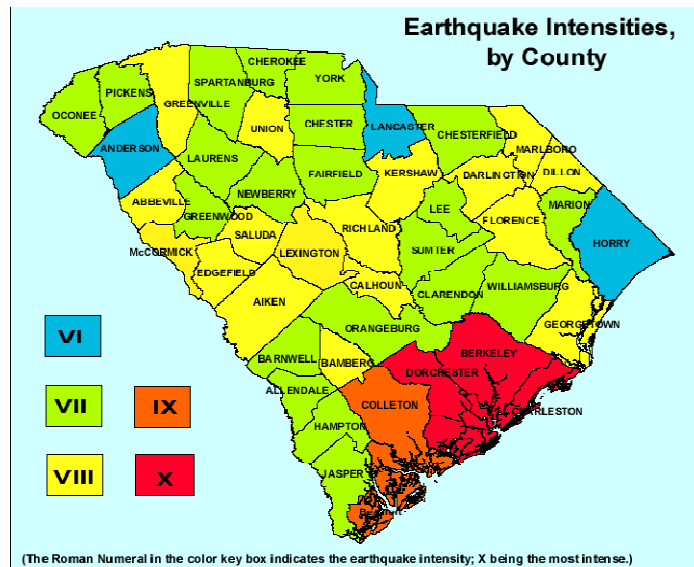 Earthquake Intensities,
by County
CHEROKEE
YORK
PICKENS
SPARTANBURG
GREENVILLE
OCONEE
UNION
CHESTER
LANCASTER
CHESTERFIELD
MARLBORO
ANDERSON
LAURENS
DILLON
FAIRFIELD
KERSHAW
DARLINGTON
NEWBERRY
ABBEVILLE
GREENWOOD
LEE
MARION
FLORENCE
SALUDA
RICHLAND
HORRY
McCORMICK
LEXINGTON
SUMTER
EDGEFIELD
CALHOUN
WILLIAMSBURG
CLARENDON
AIKEN
GEORGETOWN
ORANGEBURG
VI
BERKELEY
BARNWELL
BAMBERG
DORCHESTER
ALLENDALE
COLLETON
CHARLESTON
VII
IX
HAMPTON
JASPER
VIII
X
(The Roman Numeral in the color key box indicates the earthquake intensity; X being the most intense.)